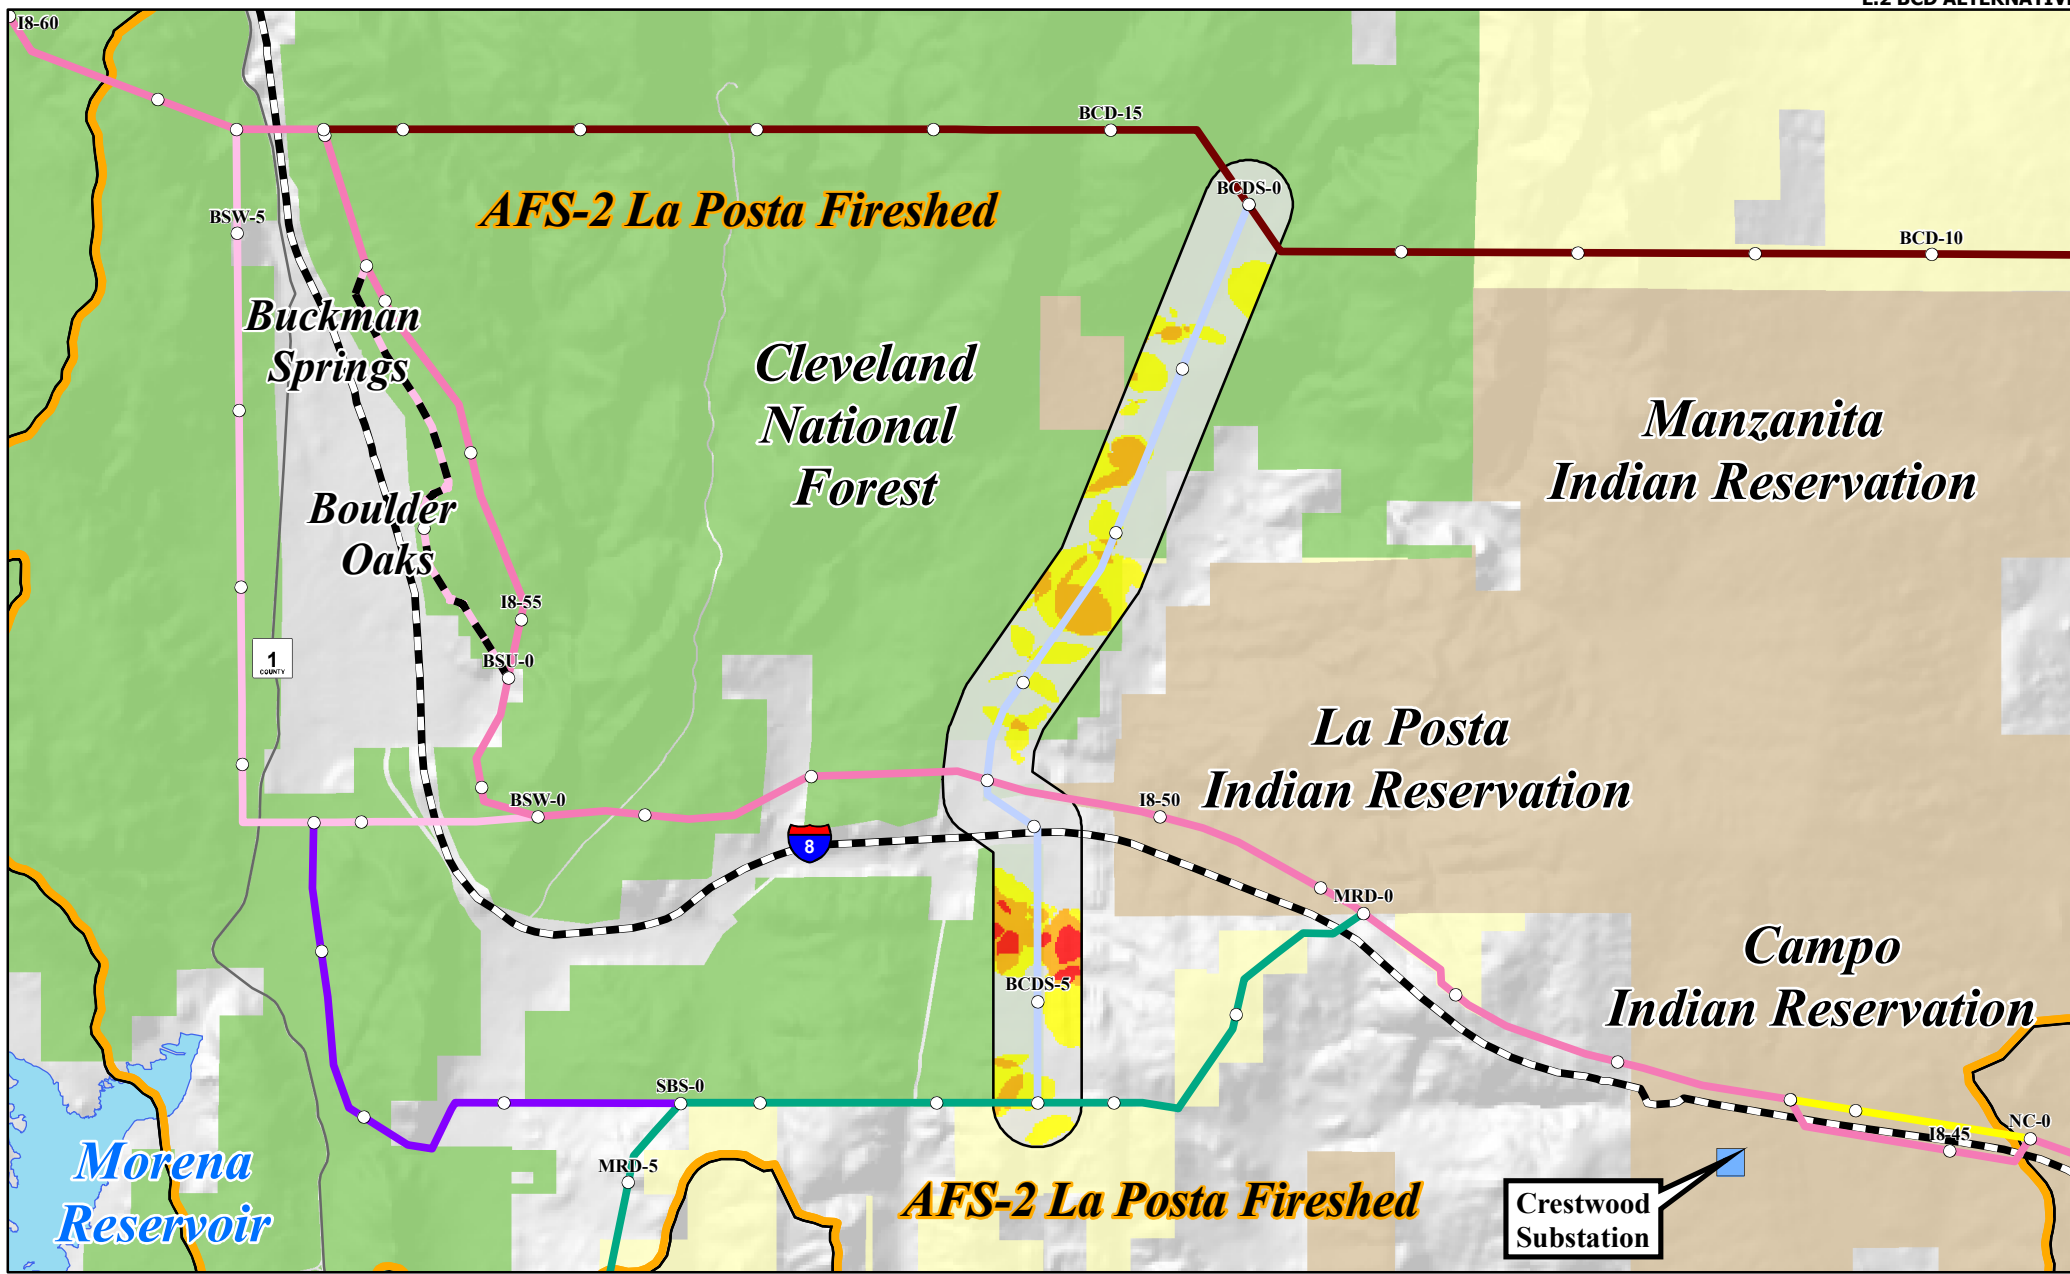 E.2 BCD ALTERNATIV
I8-60
BCD-15
BCDS-0
AFS-2 La Posta Fireshed
BSW-5
BCD-10
Buckman
Springs
Cleveland
National
Forest
Manzanita
Indian Reservation
Boulder
Oaks
I8-55
1
COUNTY
BSU-0
La Posta
Indian Reservation
BSW-0
I8-50
8
MRD-0
Campo
Indian Reservation
BCDS-5
SBS-0
NC-0
I8-45
Morena
Reservoir
MRD-5
AFS-2 La Posta Fireshed
Crestwood
Substation